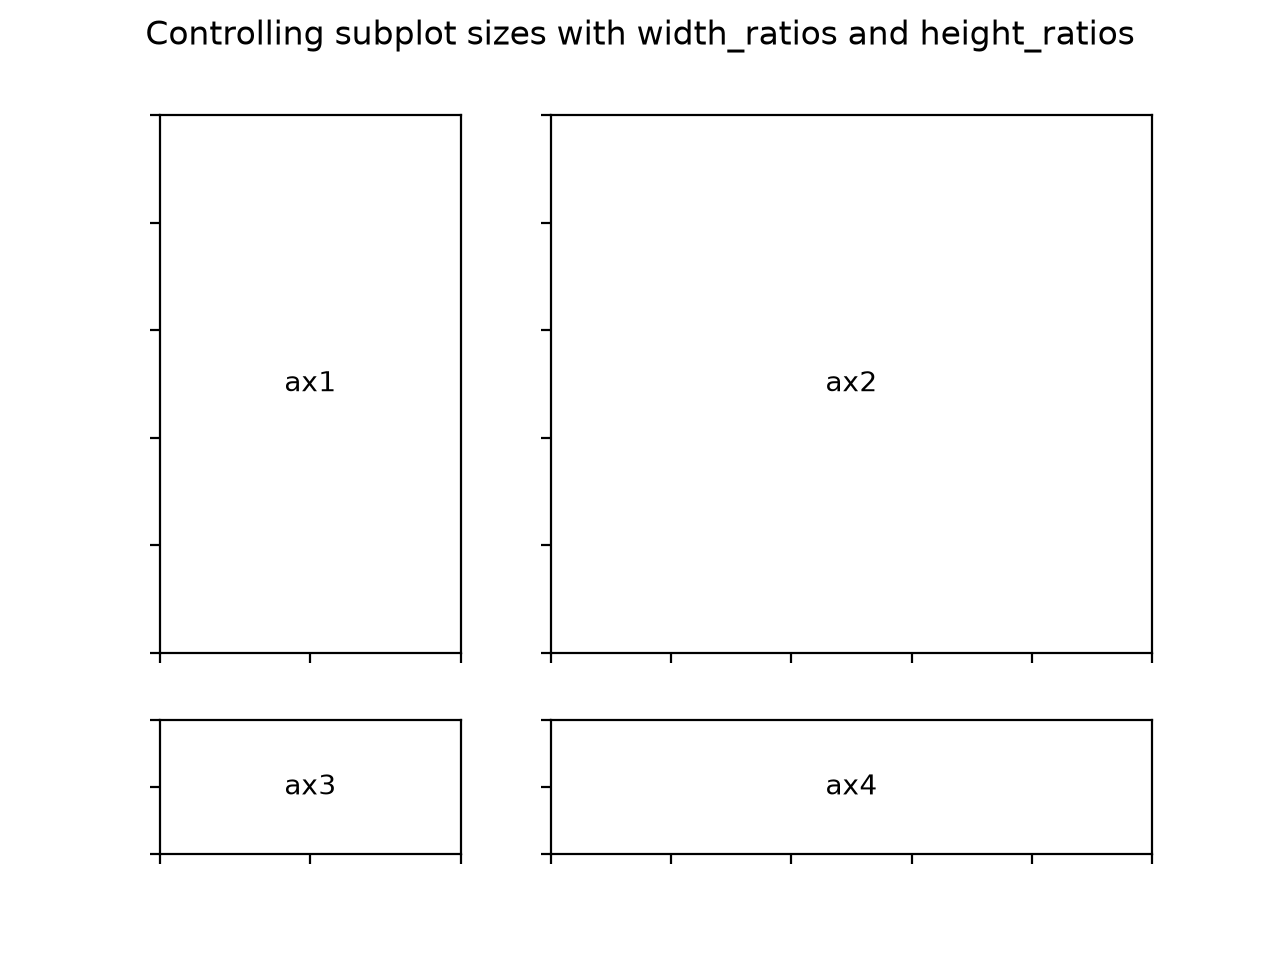 Controlling subplot sizes with width_ratios and height_ratios
ax1
ax2
ax3
ax4